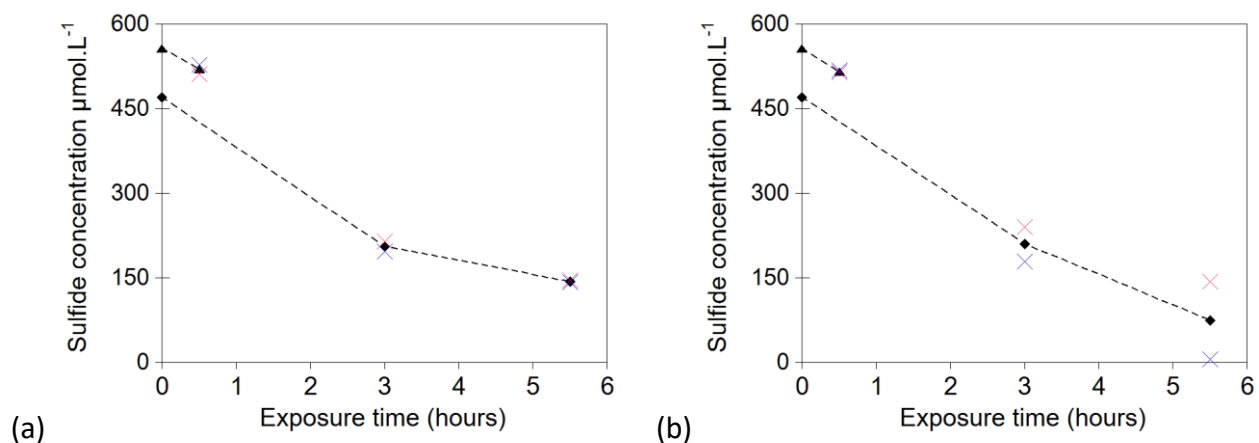 600
450
300
150
0
0 1 2 3 4 5 6
Sulfide concentration µmol.L⁻¹
Exposure time (hours)
(a)
600
450
300
150
0
0 1 2 3 4 5 6
Sulfide concentration µmol.L⁻¹
Exposure time (hours)
(b)